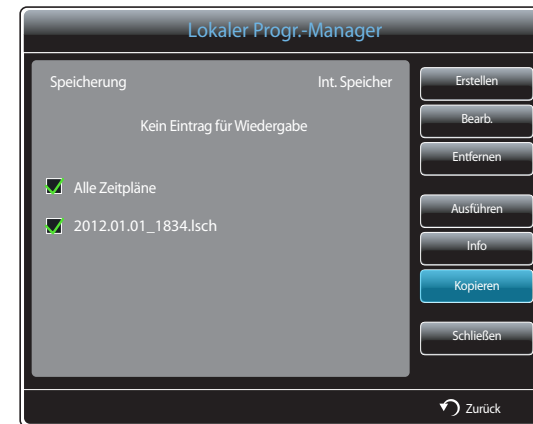 Lokaler Progr.-Manager
Speicherung Int. Speicher
Kein Eintrag für Wiedergabe
Alle Zeitpläne
2012.01.01_1834.lsch
Erstellen
Bearb.
Entfernen
Ausführen
Info
Kopieren
Schließen
Zurück